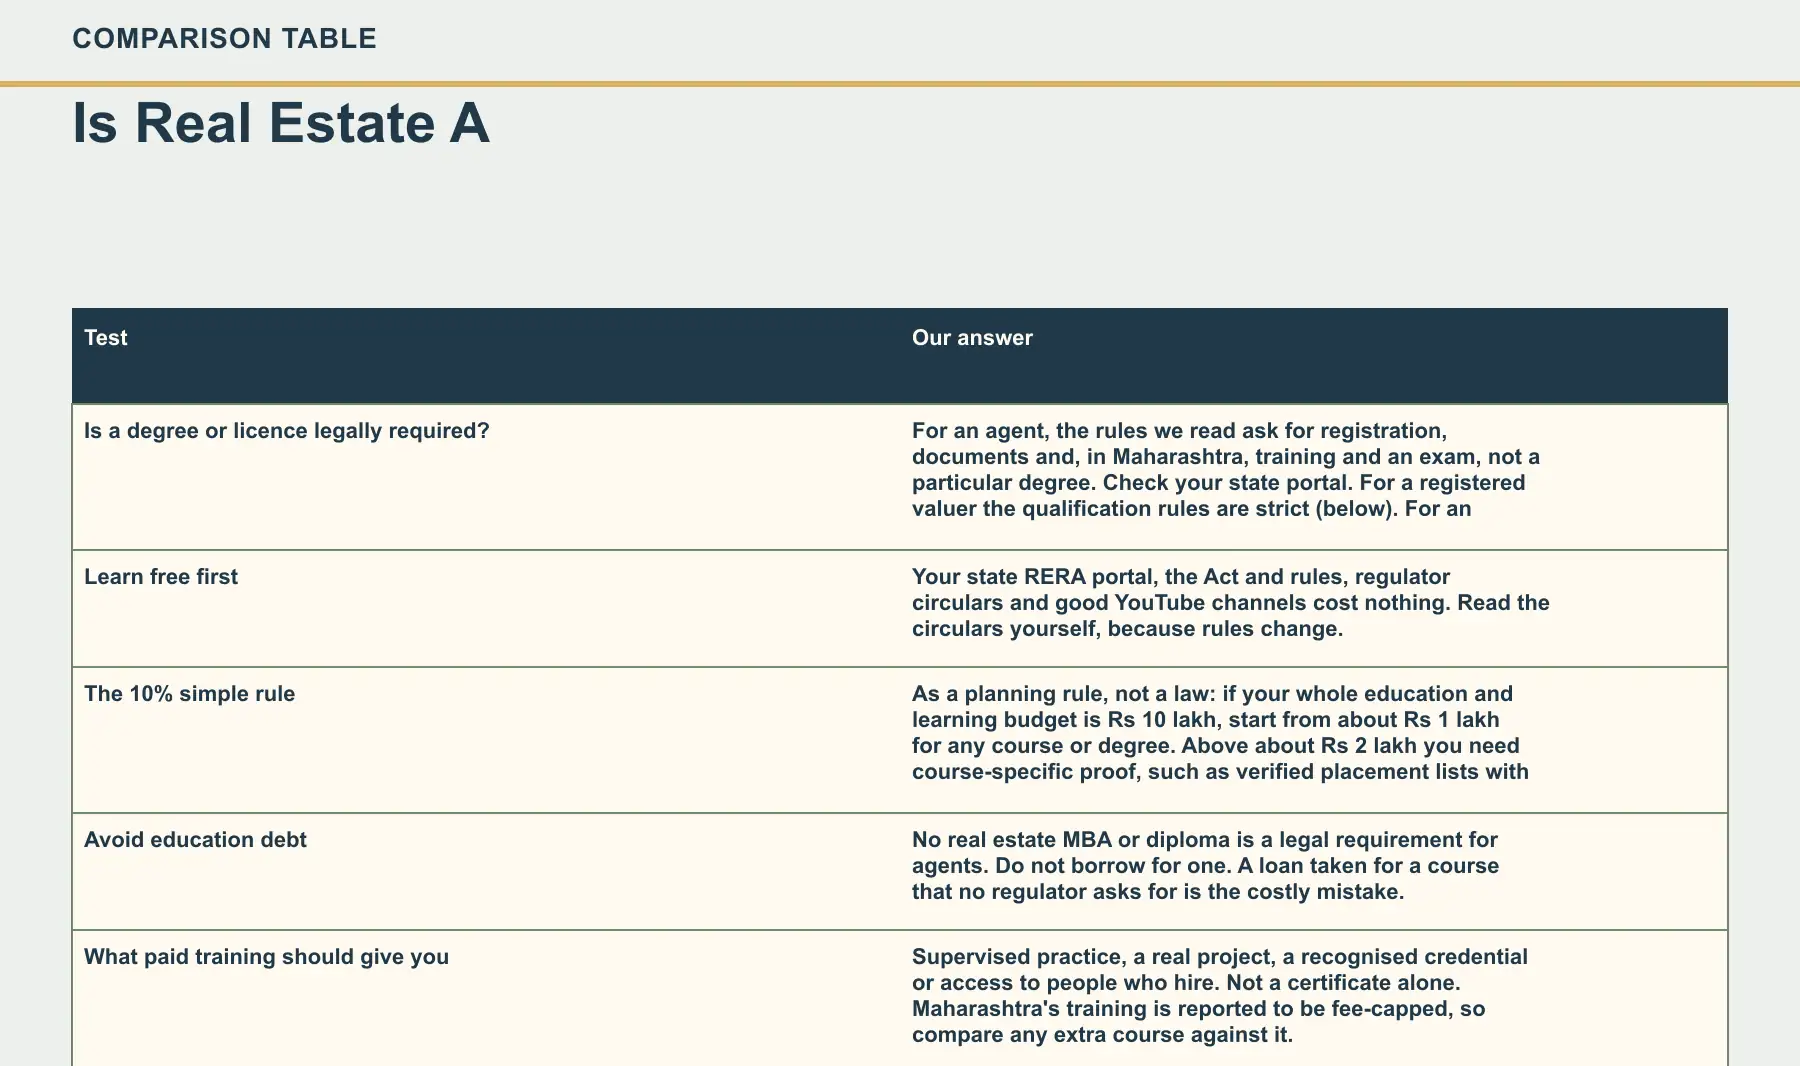 COMPARISON TABLE
Is Real Estate A
Test
Our answer
Is a degree or licence legally required?
For an agent, the rules we read ask for registration,
documents and, in Maharashtra, training and an exam, not a
particular degree. Check your state portal. For a registered
valuer the qualification rules are strict (below). For an
Learn free first
Your state RERA portal, the Act and rules, regulator
circulars and good YouTube channels cost nothing. Read the
circulars yourself, because rules change.
The 10% simple rule
As a planning rule, not a law: if your whole education and
learning budget is Rs 10 lakh, start from about Rs 1 lakh
for any course or degree. Above about Rs 2 lakh you need
course-specific proof, such as verified placement lists with
Avoid education debt
No real estate MBA or diploma is a legal requirement for
agents. Do not borrow for one. A loan taken for a course
that no regulator asks for is the costly mistake.
What paid training should give you
Supervised practice, a real project, a recognised credential
or access to people who hire. Not a certificate alone.
Maharashtra's training is reported to be fee-capped, so
compare any extra course against it.